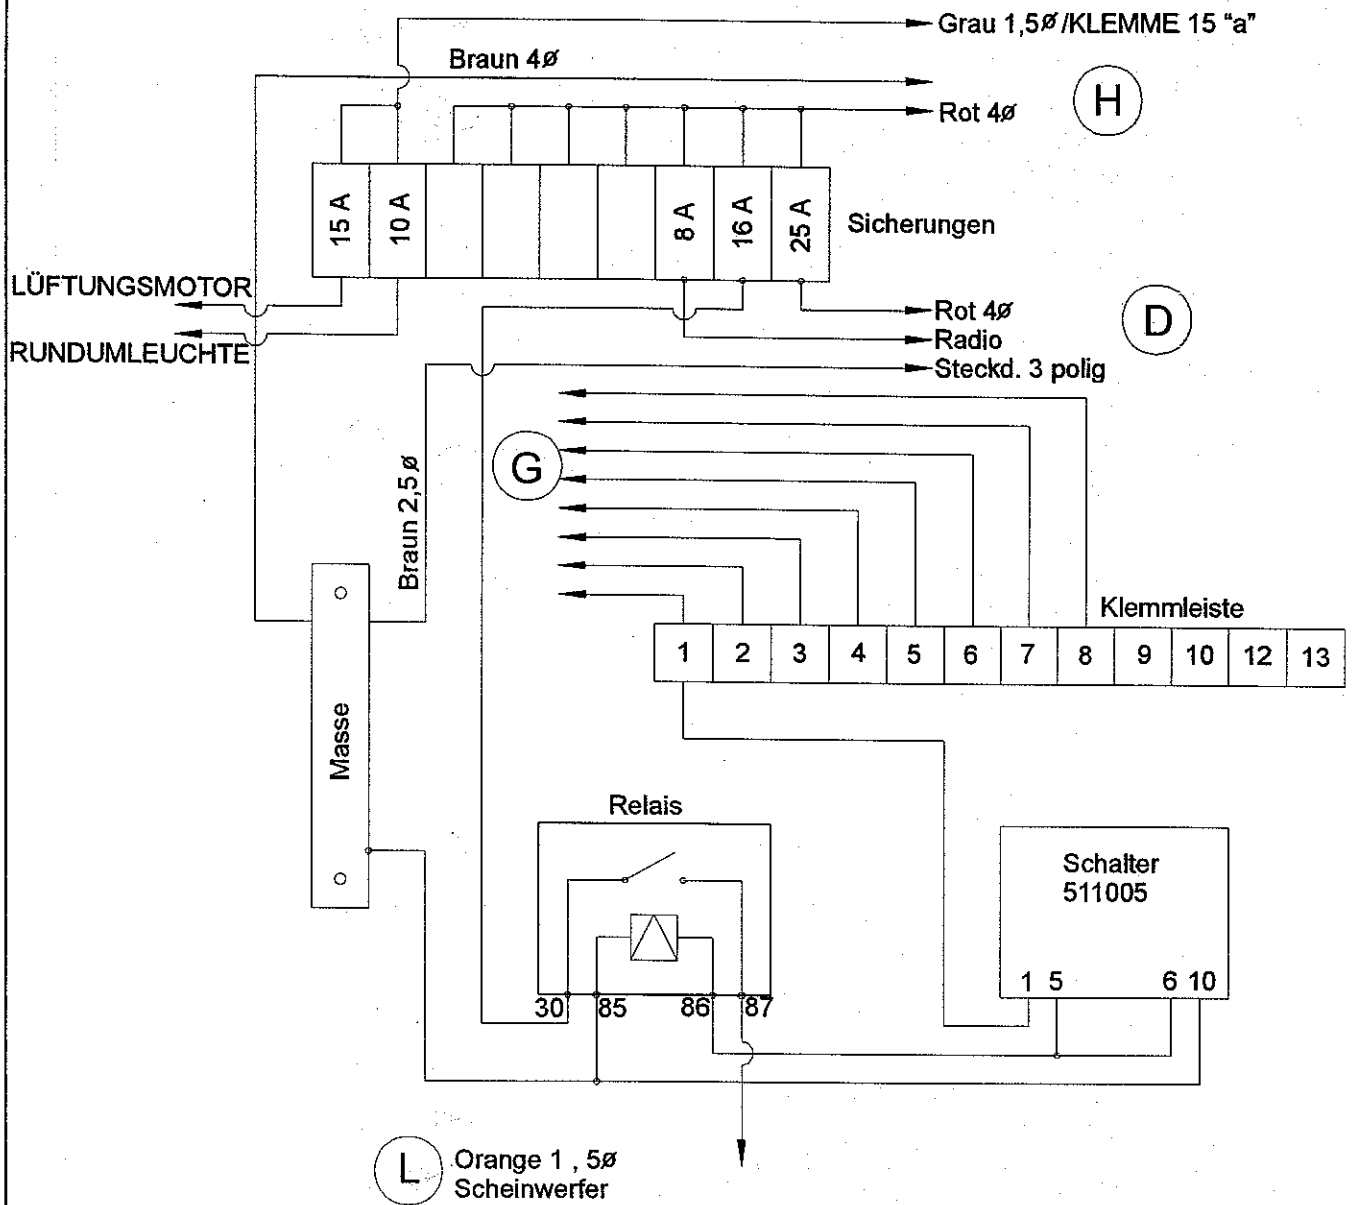 Grau 1,5ø/KLEMME 15 "a"
Braun 4ø
H
Rot 4ø
15 A
10 A
8 A
16 A
25 A
Sicherungen
LÜFTUNGSMOTOR
RUNDUMLEUCHTE
Rot 4ø
D
Radio
Steckd. 3 polig
G
Braun 2,5ø
Klemmleiste
1 2 3 4 5 6 7 8 9 10 12 13
Masse
Relais
Schalter
511005
1 5 6 10
30 85 86 87
L
Orange 1 , 5ø
Scheinwerfer